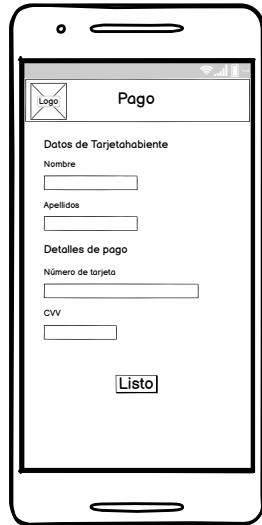 Logo
Pago
Datos de Tarjetahabiente
Nombre
Apellidos
Detalles de pago
Número de tarjeta
CVV
Listo